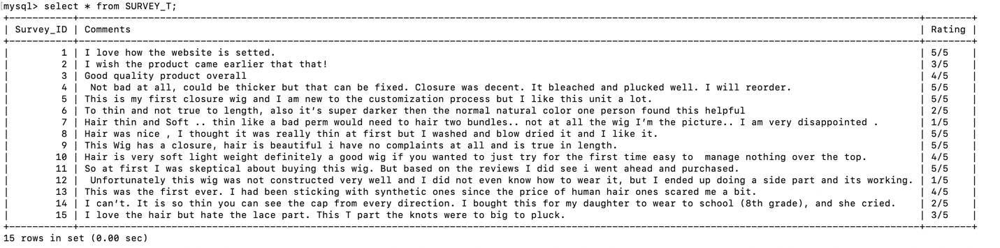 mysql> select * from SURVEY_T;
| Survey_ID | Comments | Rating |
| 1 | I love how the website is setted. | 5/5 |
| 2 | I wish the product came earlier that that! | 3/5 |
| 3 | Good quality product overall | 4/5 |
| 4 |  Not bad at all, could be thicker but that can be fixed. Closure was decent. It bleached and plucked well. I will reorder. | 5/5 |
| 5 | This is my first closure wig and I am new to the customization process but I like this unit a lot. | 5/5 |
| 6 | To thin and not true to length, also it’s super darker then the normal natural color one person found this helpful | 2/5 |
| 7 | Hair thin and Soft .. thin like a bad perm would need to hair two bundles.. not at all the wig I’m the picture.. I am very disappointed . | 1/5 |
| 8 | Hair was nice , I thought it was really thin at first but I washed and blow dried it and I like it. | 5/5 |
| 9 | This Wig has a closure, hair is beautiful i have no complaints at all and is true in length. | 5/5 |
| 10 | Hair is very soft light weight definitely a good wig if you wanted to just try for the first time easy to  manage nothing over the top. | 4/5 |
| 11 | So at first I was skeptical about buying this wig. But based on the reviews I did see i went ahead and purchased. | 5/5 |
| 12 |  Unfortunately this wig was not constructed very well and I did not even know how to wear it, but I ended up doing a side part and its working. | 1/5 |
| 13 | This was the first ever. I had been sticking with synthetic ones since the price of human hair ones scared me a bit. | 4/5 |
| 14 | I can’t. It is so thin you can see the cap from every direction. I bought this for my daughter to wear to school (8th grade), and she cried. | 2/5 |
| 15 | I love the hair but hate the lace part. This T part the knots were to big to pluck. | 3/5 |
15 rows in set (0.00 sec)